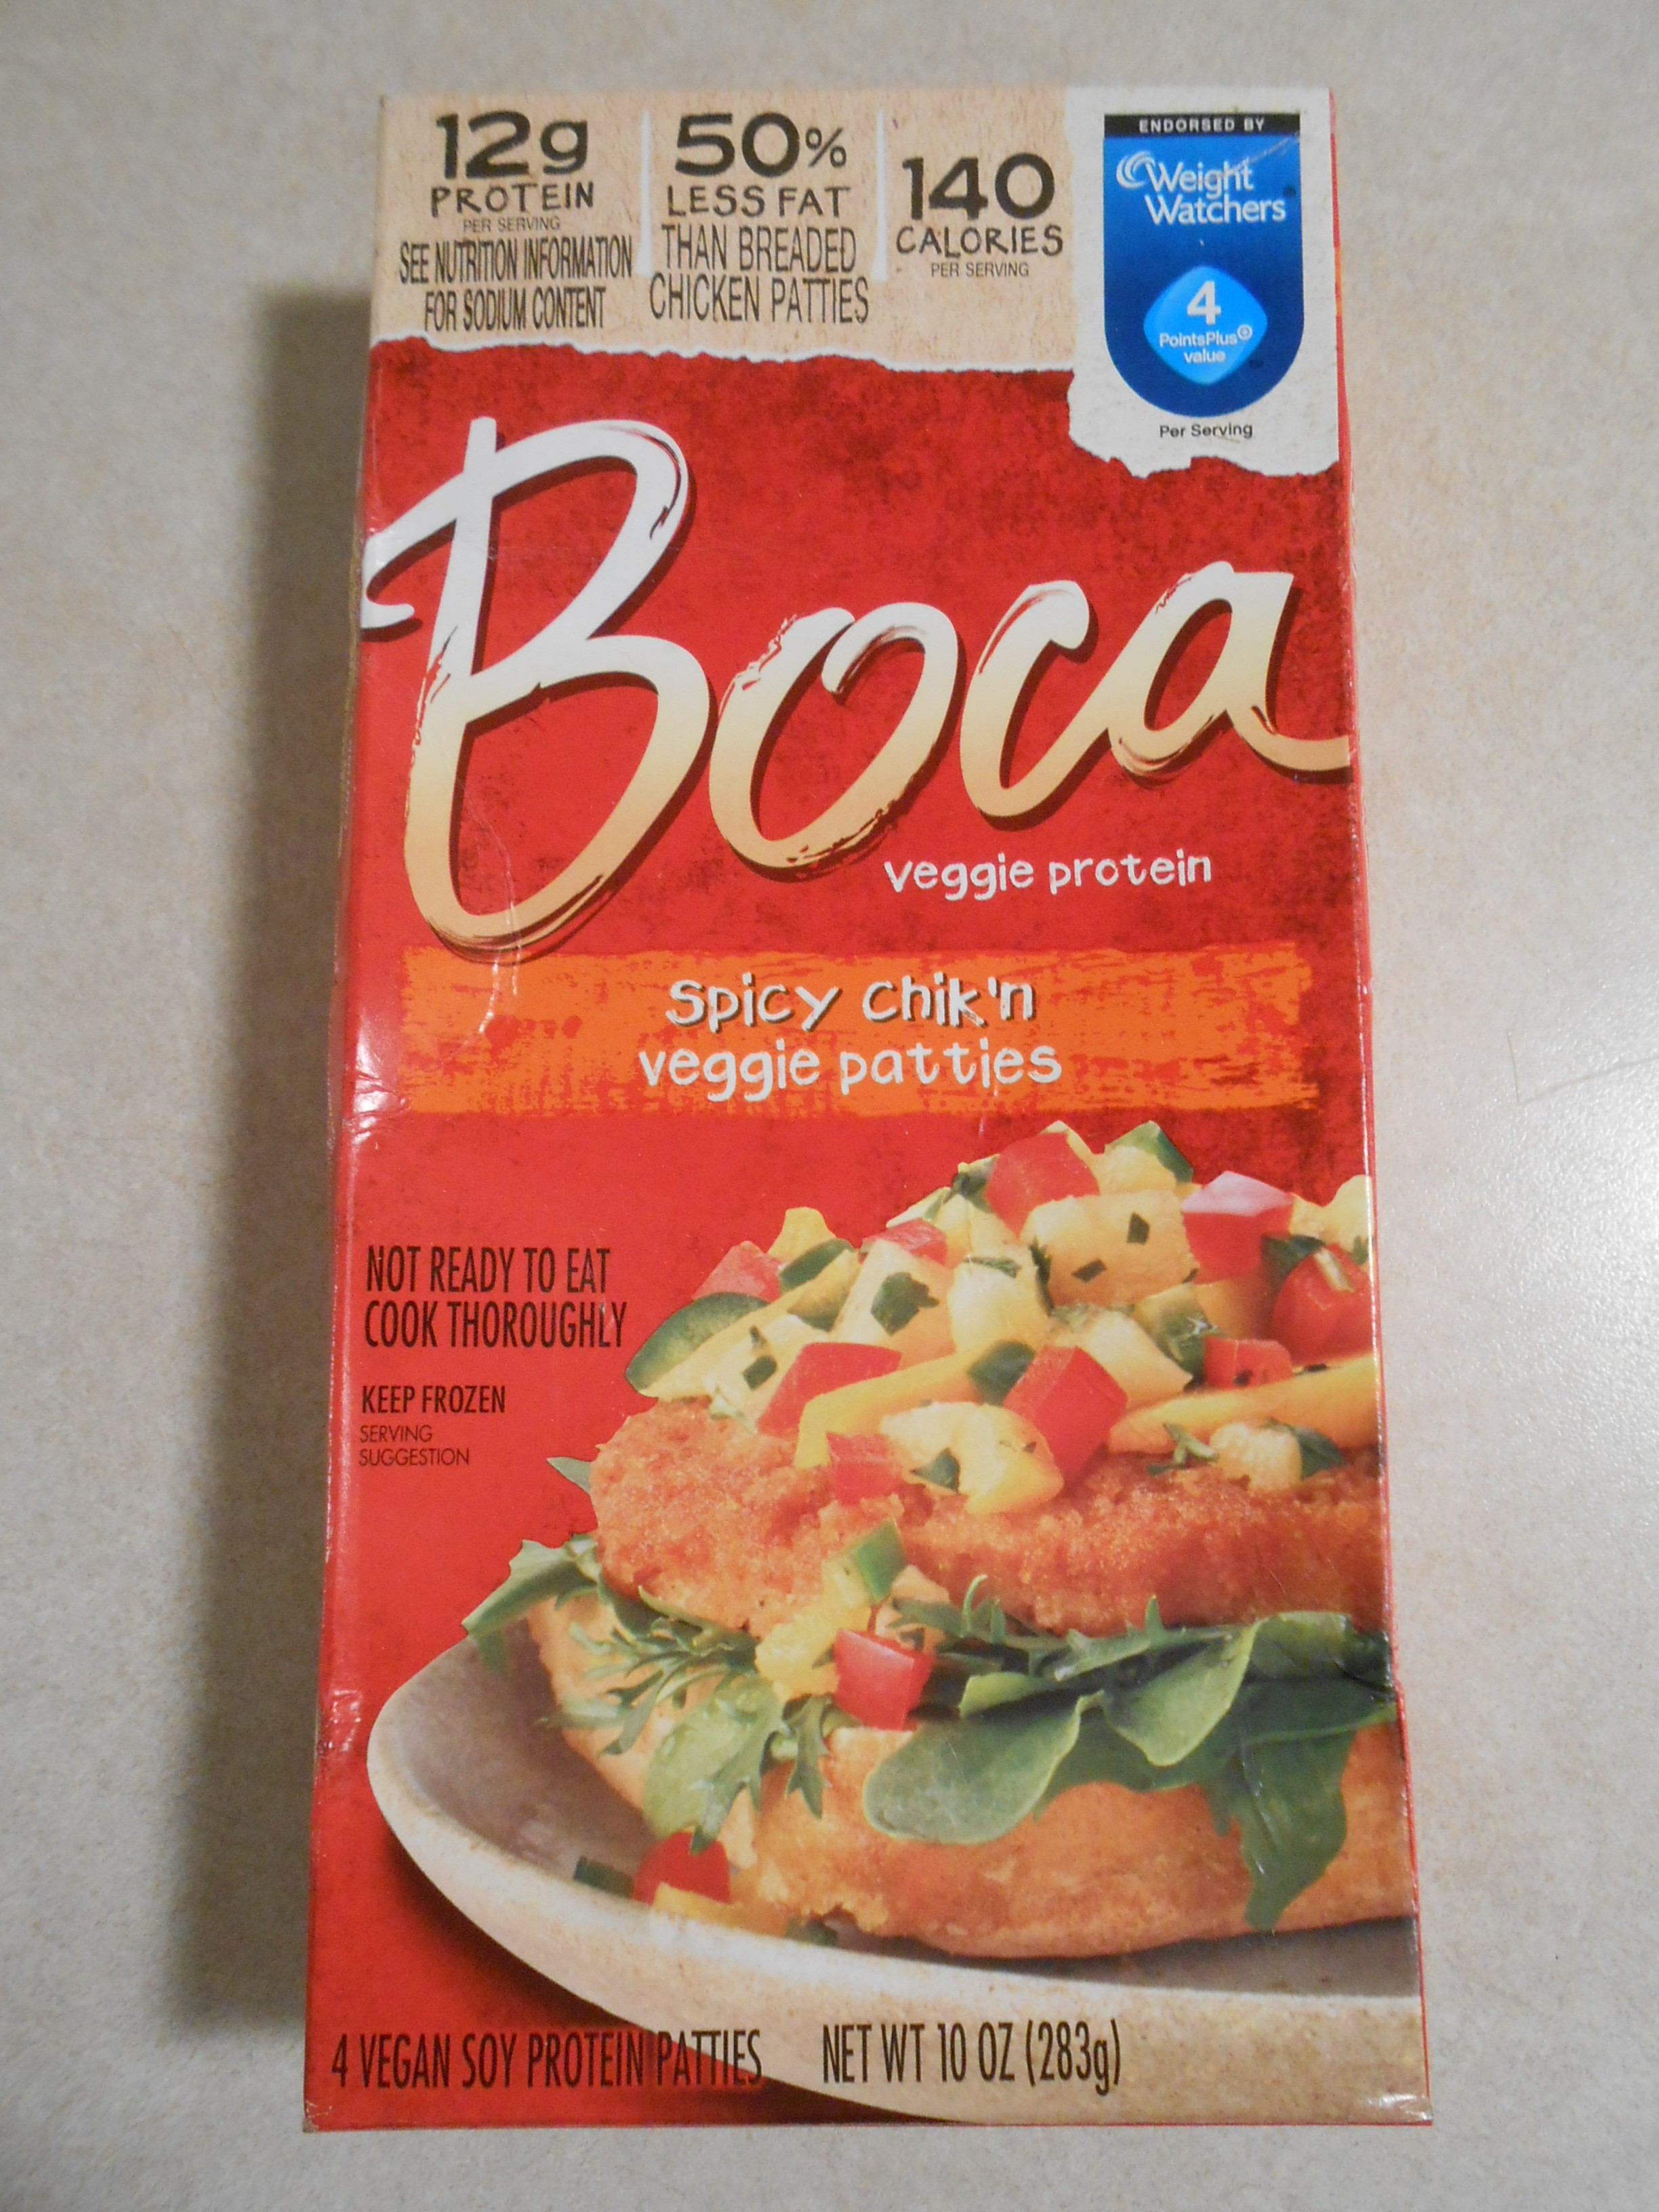 12g
PROTEIN
PER SERVING
SEE NUTRITION INFORMATION
FOR SODIUM CONTENT
50%
LESS FAT
THAN BREADED
CHICKEN PATTIES
140
CALORIES
PER SERVING
ENDORSED BY
Weight
Watchers®
4
PointsPlus®
value
Per Serving
Boca
veggie protein
spicy chik'n
veggie patties
NOT READY TO EAT
COOK THOROUGHLY
KEEP FROZEN
SERVING
SUGGESTION
4 VEGAN SOY PROTEIN PATTIES NET WT 10 OZ (283g)